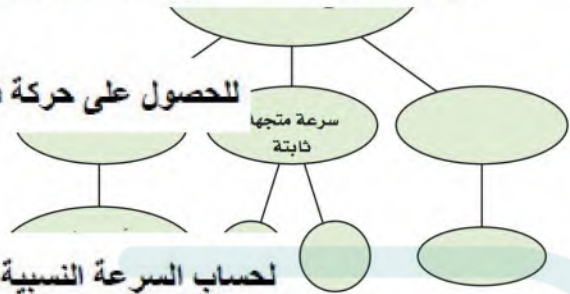 للحصول على حركة
سرعة متجهة
ثابتة
لحساب السرعة النسبية